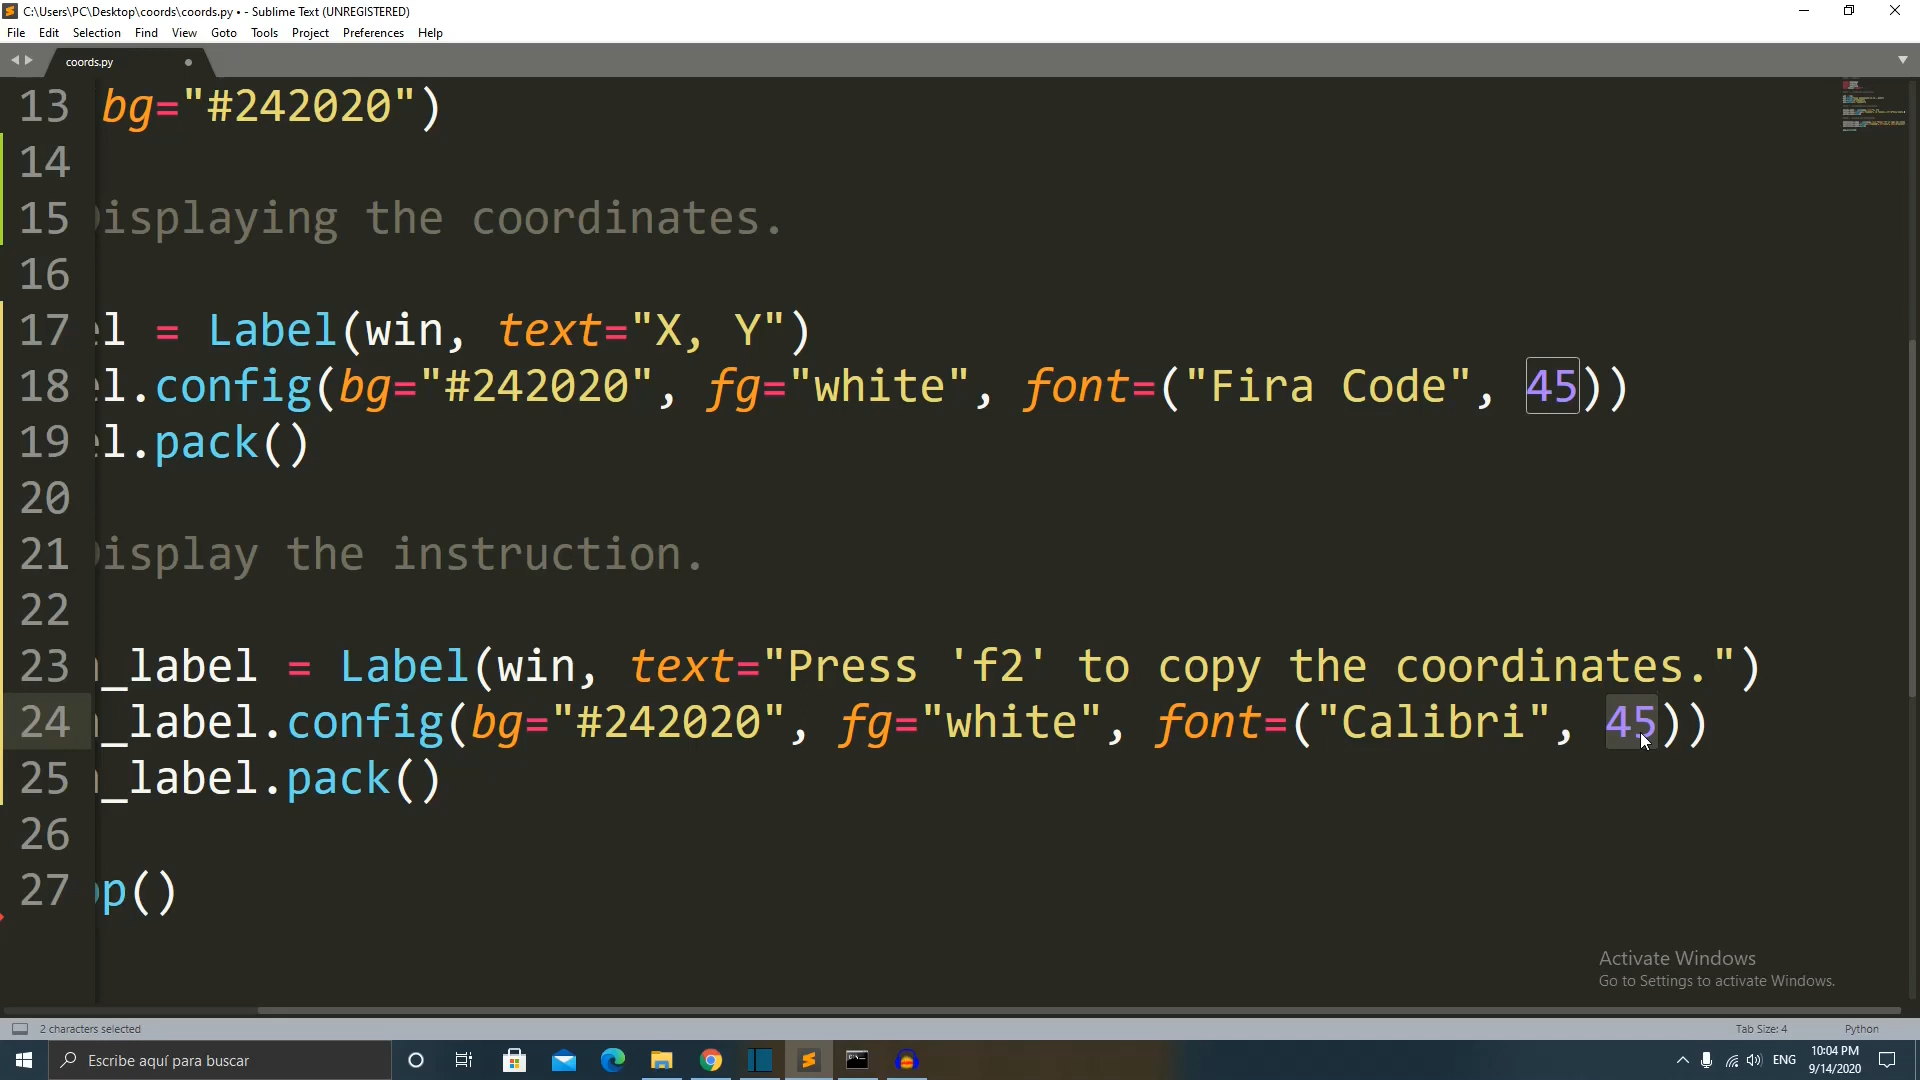 C:\Users\PC\Desktop\coords\coords.py • - Sublime Text (UNREGISTERED)
File Edit Selection Find View Goto Tools Project Preferences Help
coords.py
13 bg="#242020")
14
15 isplaying the coordinates.
16
17 el = Label(win, text="X, Y")
18 el.config(bg="#242020", fg="white", font=("Fira Code", 45))
19 el.pack()
20
21 isplay the instruction.
22
23 _label = Label(win, text="Press 'f2' to copy the coordinates.")
24 _label.config(bg="#242020", fg="white", font=("Calibri", 45))
25 _label.pack()
26
27 op()
Activate Windows
Go to Settings to activate Windows.
2 characters selected Tab Size: 4 Python
Escribe aquí para buscar
ENG
10:04 PM
9/14/2020